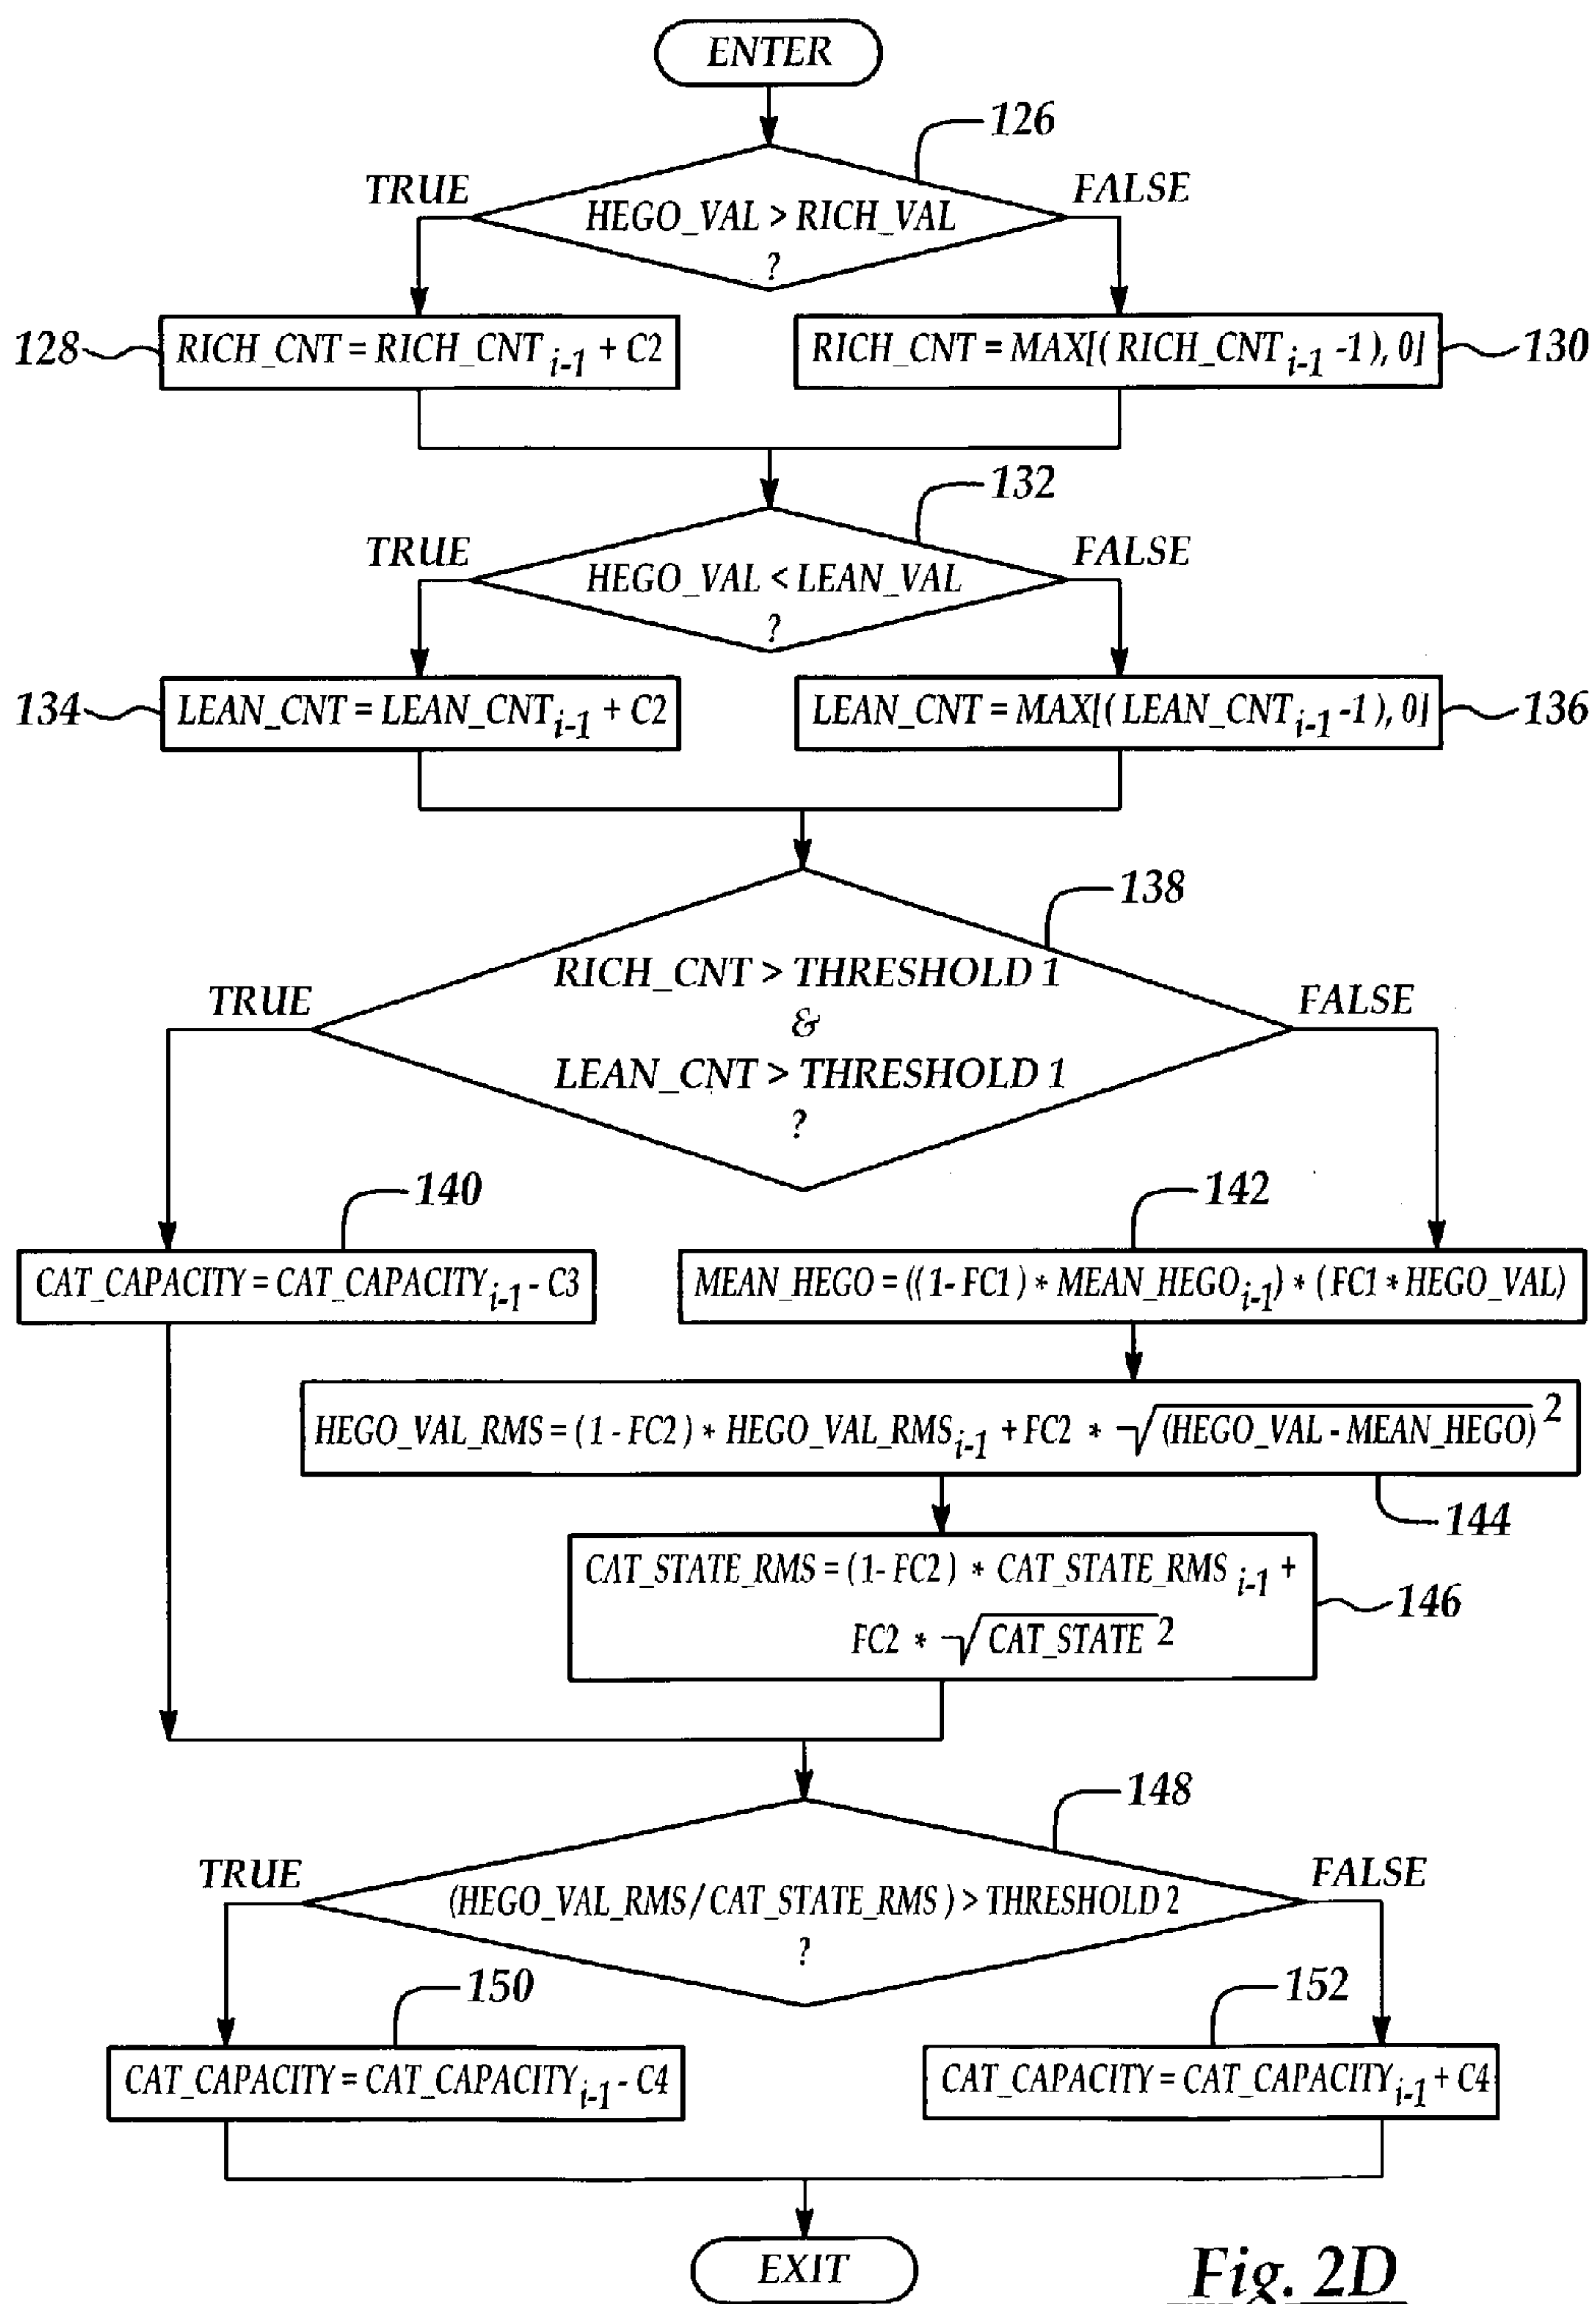 ENTER
126
TRUE
FALSE
HEGO_VAL > RICH_VAL
?
128
RICH_CNT = RICH_CNT i-1 + C2
RICH_CNT = MAX[( RICH_CNT i-1 -1 ), 0]
130
132
TRUE
FALSE
HEGO_VAL < LEAN_VAL
?
134
LEAN_CNT = LEAN_CNT i-1 + C2
LEAN_CNT = MAX[( LEAN_CNT i-1 -1 ), 0]
136
138
RICH_CNT > THRESHOLD 1
TRUE
FALSE
&
LEAN_CNT > THRESHOLD 1
?
140
142
CAT_CAPACITY = CAT_CAPACITY i-1 - C3
MEAN_HEGO = ((1- FC1 ) * MEAN_HEGO i-1) * ( FC1 * HEGO_VAL)
HEGO_VAL_RMS = (1 - FC2 ) * HEGO_VAL_RMS i-1 + FC2 * √(HEGO_VAL - MEAN_HEGO) 2
144
CAT_STATE_RMS = (1- FC2 ) * CAT_STATE_RMS i-1 +
FC2 * √CAT_STATE 2
146
148
TRUE
FALSE
(HEGO_VAL_RMS / CAT_STATE_RMS ) > THRESHOLD 2
?
150
152
CAT_CAPACITY = CAT_CAPACITY i-1 - C4
CAT_CAPACITY = CAT_CAPACITY i-1 + C4
EXIT
Fig. 2D